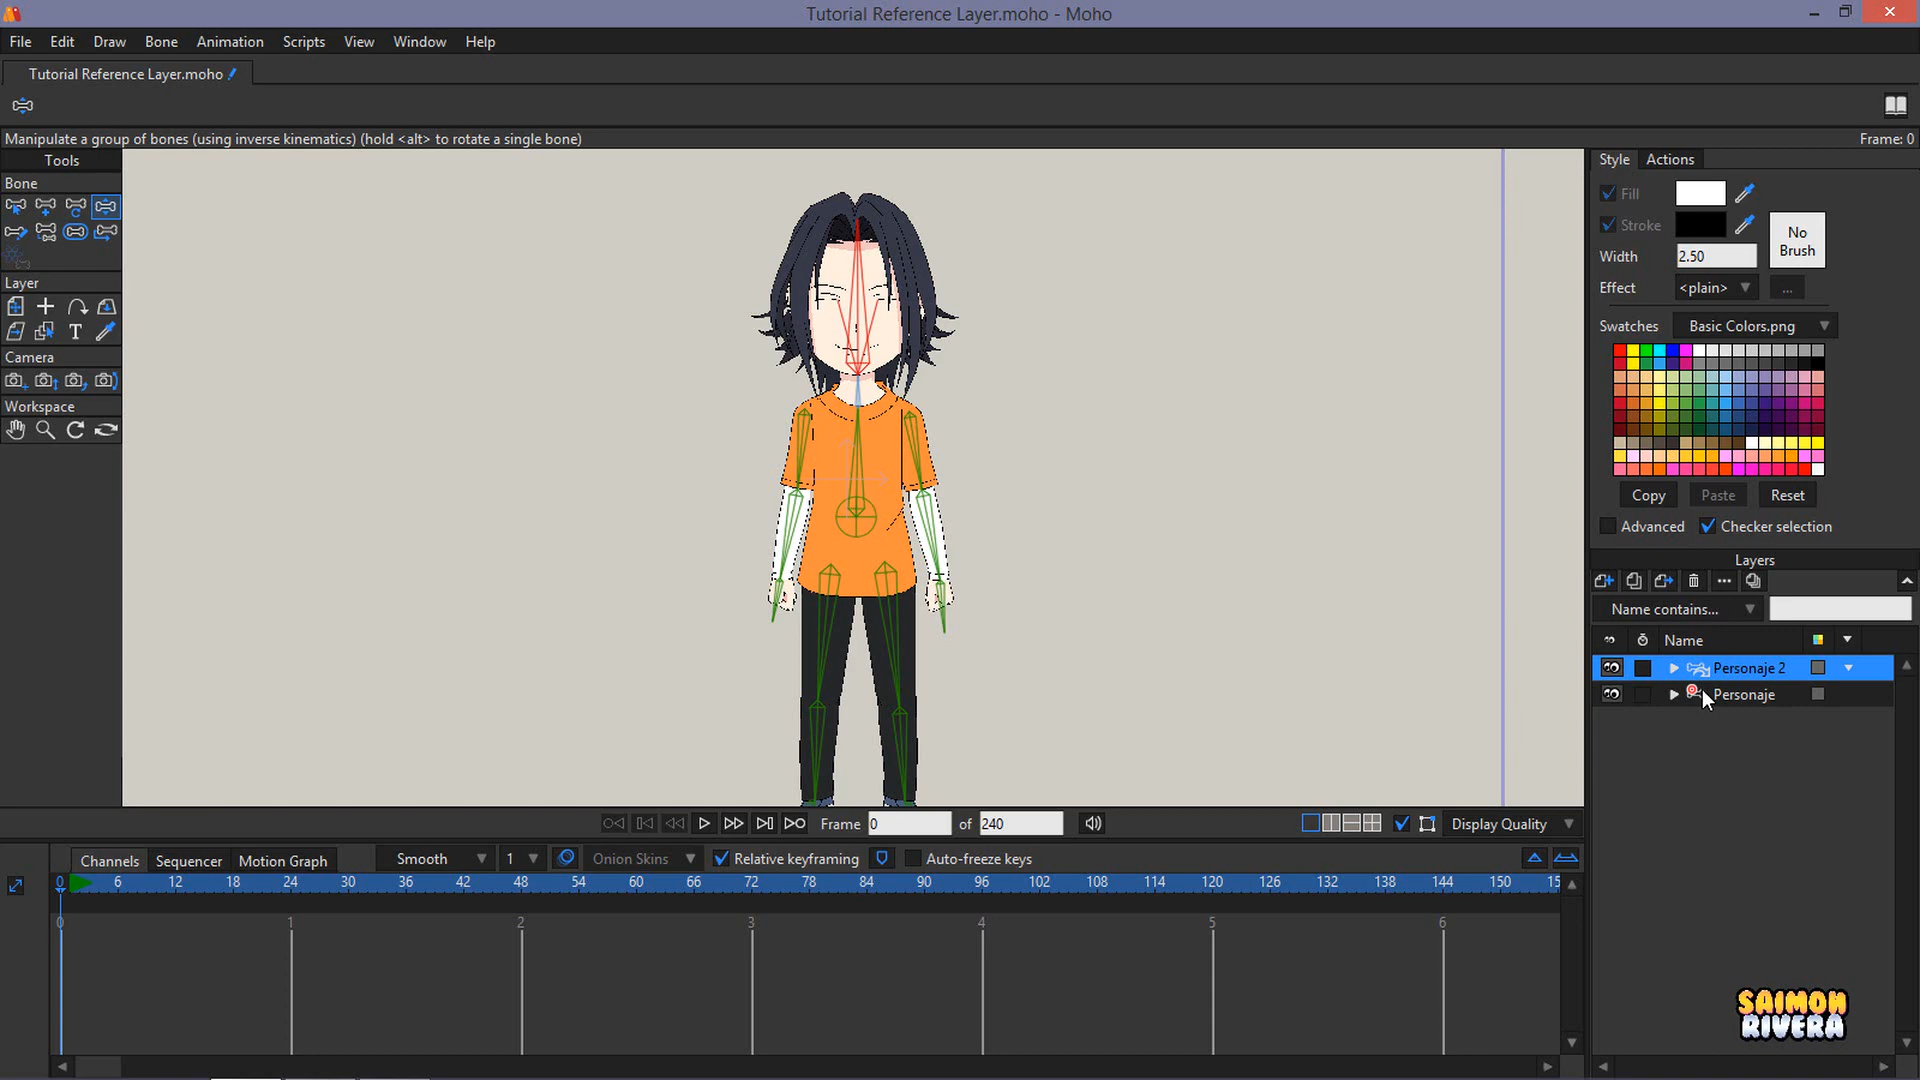 Tutorial Reference Layer.moho - Moho
File Edit Draw Bone Animation Scripts View Window Help
Tutorial Reference Layer.moho
Manipulate a group of bones (using inverse kinematics) (hold <alt> to rotate a single bone)
Frame: 0
Tools
Bone
Layer
T
Camera
Workspace
Style Actions
Fill
Stroke
No
Brush
Width 2.50
Effect <plain> ...
Swatches Basic Colors.png
Copy Paste Reset
Advanced Checker selection
Layers
Name contains...
Name
Personaje 2
Personaje
SAIMON
RIVERA
Frame 0 of 240
Display Quality
Channels Sequencer Motion Graph Smooth 1 Onion Skins Relative keyframing Auto-freeze keys
0 6 12 18 24 30 36 42 48 54 60 66 72 78 84 90 96 102 108 114 120 126 132 138 144 150 15
0 1 2 3 4 5 6